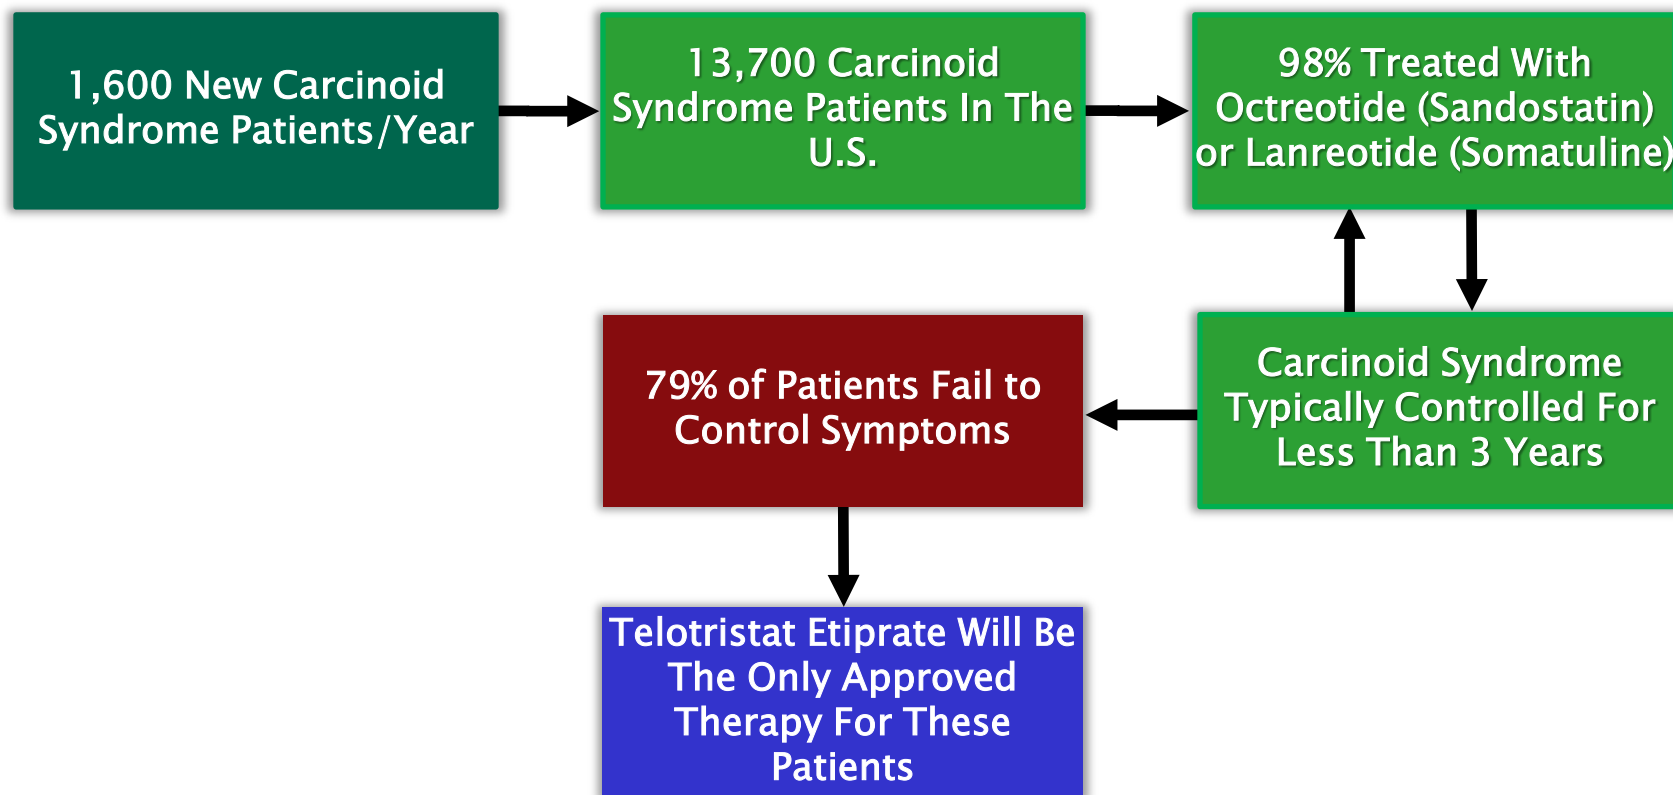 1,600 New Carcinoid
Syndrome Patients/Year
13,700 Carcinoid
Syndrome Patients In The
U.S.
98% Treated With
Octreotide (Sandostatin)
or Lanreotide (Somatuline)
Carcinoid Syndrome
Typically Controlled For
Less Than 3 Years
79% of Patients Fail to
Control Symptoms
Telotristat Etiprate Will Be
The Only Approved
Therapy For These
Patients